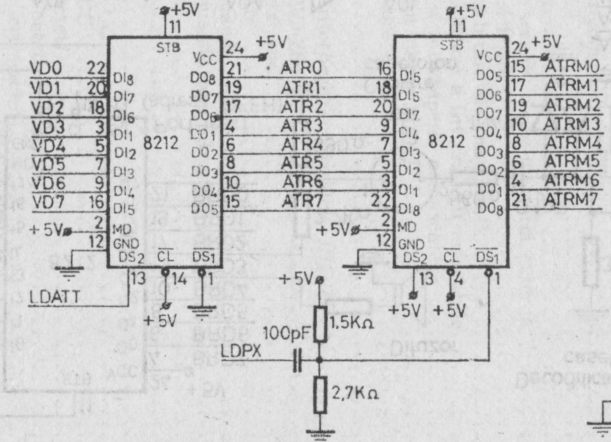 +5V
11
STB
VCC
24
+5V
VD0 22 DI8 DO8 21 ATR0
VD1 20 DI7 DO7 19 ATR1
VD2 18 DI6 DO6 17 ATR2
VD3 3 DI1 DO1 4 ATR3
VD4 5 DI2 DO2 6 ATR4
VD5 7 DI3 DO3 8 ATR5
VD6 9 DI4 DO4 10 ATR6
VD7 16 DI5 DO5 15 ATR7
8212
+5V 2 MD
12 GND
DS2 CL DS1
13 14 1
LDATT
+5V
+5V
11
STB
VCC
24
+5V
16 DI5 DO5 15 ATRM0
18 DI6 DO6 17 ATRM1
20 DI7 DO7 19 ATRM2
9 DI4 DO4 10 ATRM3
7 DI3 DO3 8 ATRM4
5 DI2 DO2 6 ATRM5
3 DI1 DO1 4 ATRM6
22 DI8 DO8 21 ATRM7
8212
+5V 2 MD
12 GND
DS2 CL DS1
13 4 1
+5V +5V
+5V
1,5KΩ
100pF
LDPX
2,7KΩ